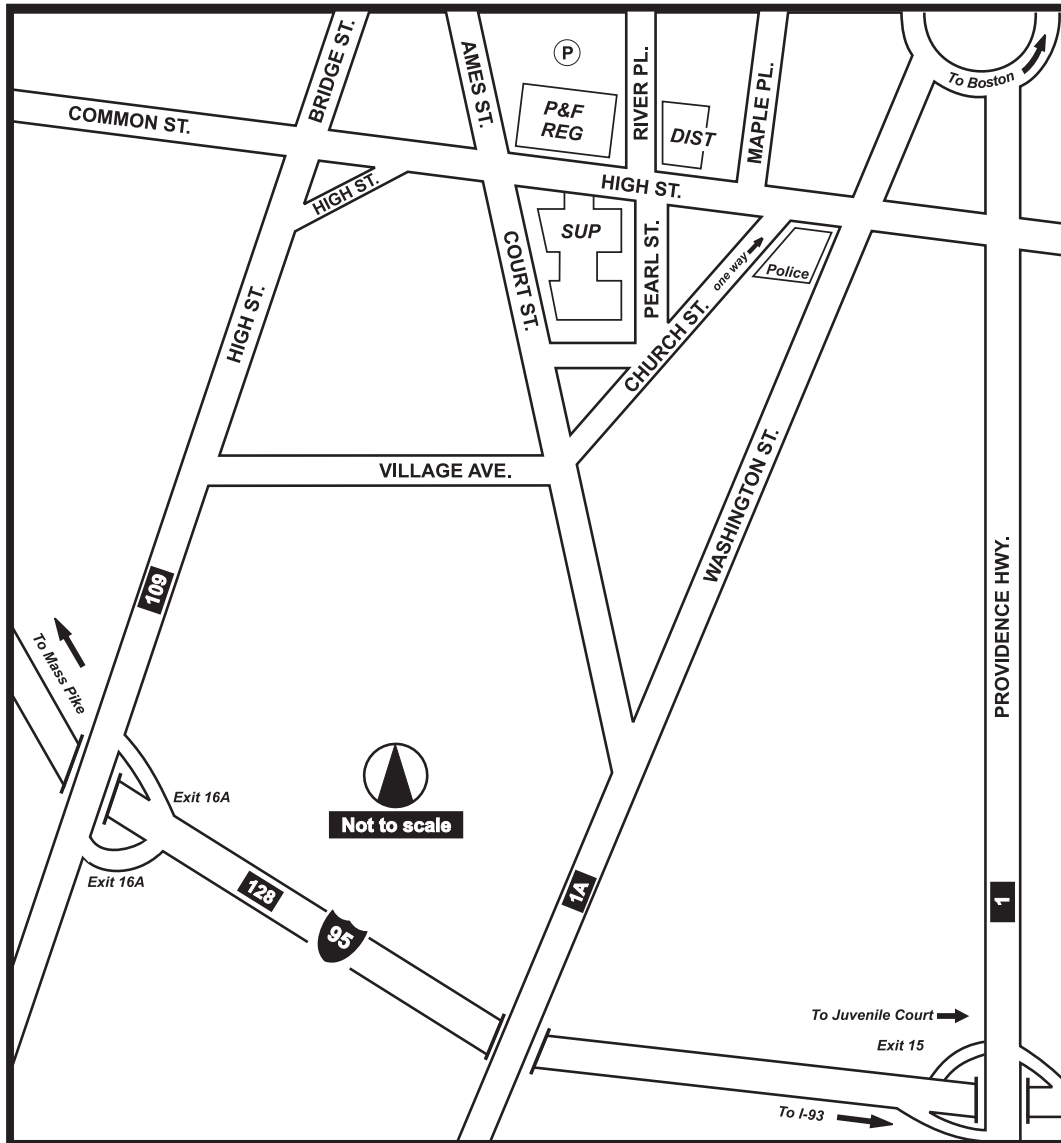 BRIDGE ST.
AMES ST.
P
RIVER PL.
MAPLE PL.
To Boston
COMMON ST.
P&F
REG
DIST
HIGH ST.
HIGH ST.
SUP
COURT ST.
PEARL ST.
one way
Police
HIGH ST.
CHURCH ST.
VILLAGE AVE.
WASHINGTON ST.
PROVIDENCE HWY.
109
To Mass Pike
Exit 16A
Not to scale
Exit 16A
128
95
1A
1
To Juvenile Court
Exit 15
To I-93